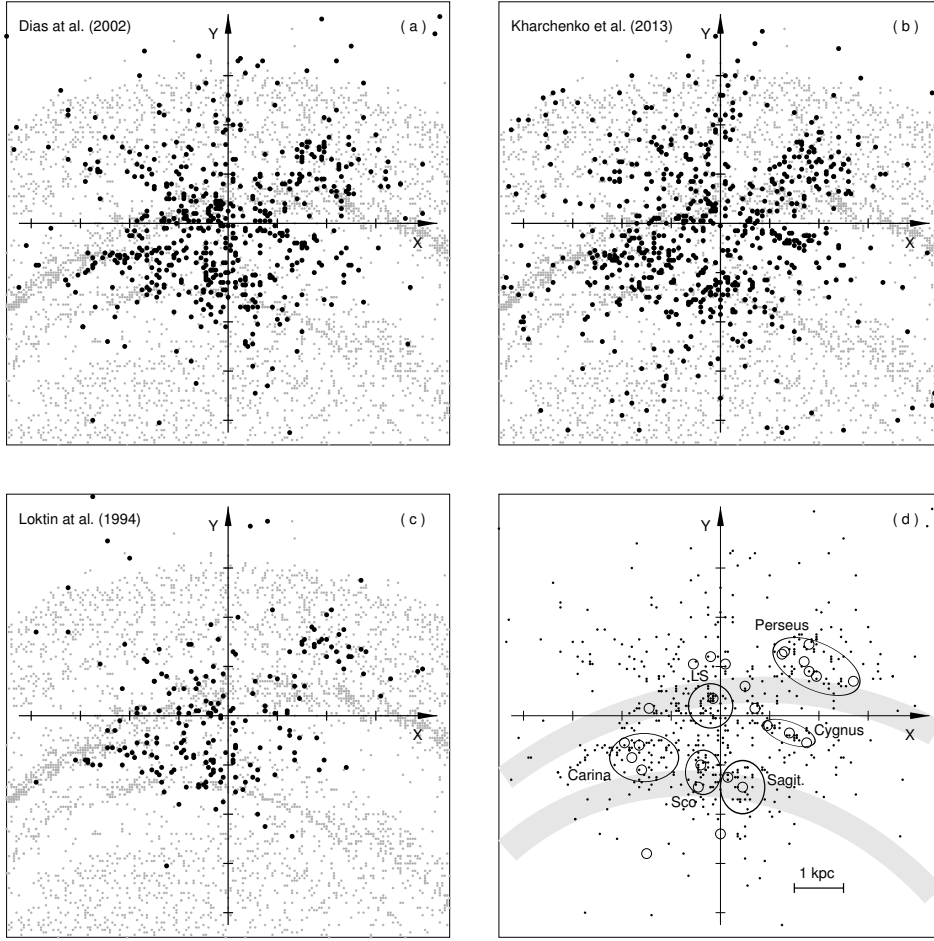 Dias at al. (2002)
Y
( a )
X
Kharchenko et al. (2013)
Y
( b )
X
Loktin at al. (1994)
Y
( c )
X
Y
( d )
Perseus
LS
X
Cygnus
Carina
Sagit.
Sco
1 kpc